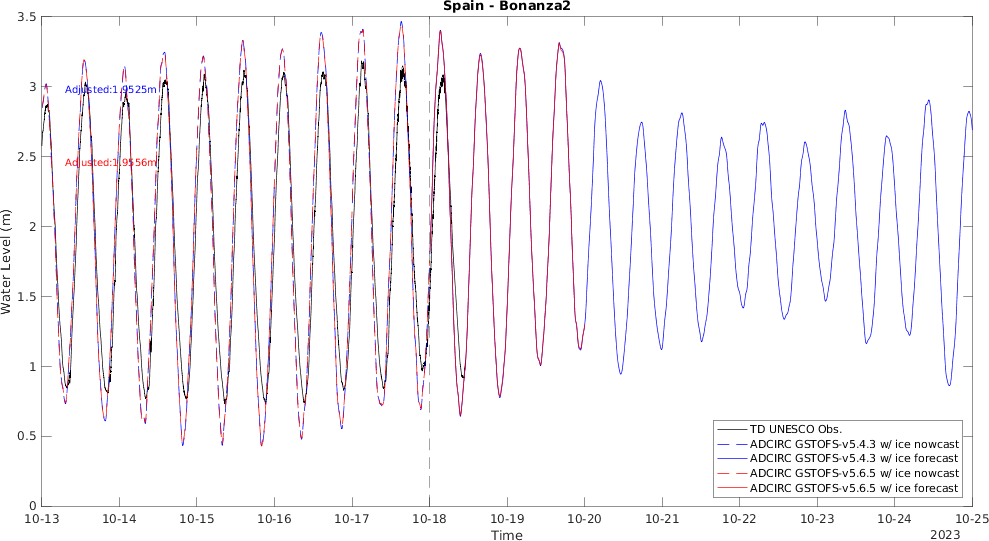 Spain - Bonanza2
3.5
3
2.5
2
1.5
1
0.5
0
Water Level (m)
Adjusted:1.9525m
Adjusted:1.9556m
TD UNESCO Obs.
ADCIRC GSTOFS-v5.4.3 w/ ice nowcast
ADCIRC GSTOFS-v5.4.3 w/ ice forecast
ADCIRC GSTOFS-v5.6.5 w/ ice nowcast
ADCIRC GSTOFS-v5.6.5 w/ ice forecast
10-13 10-14 10-15 10-16 10-17 10-18 10-19 10-20 10-21 10-22 10-23 10-24 10-25
Time
2023